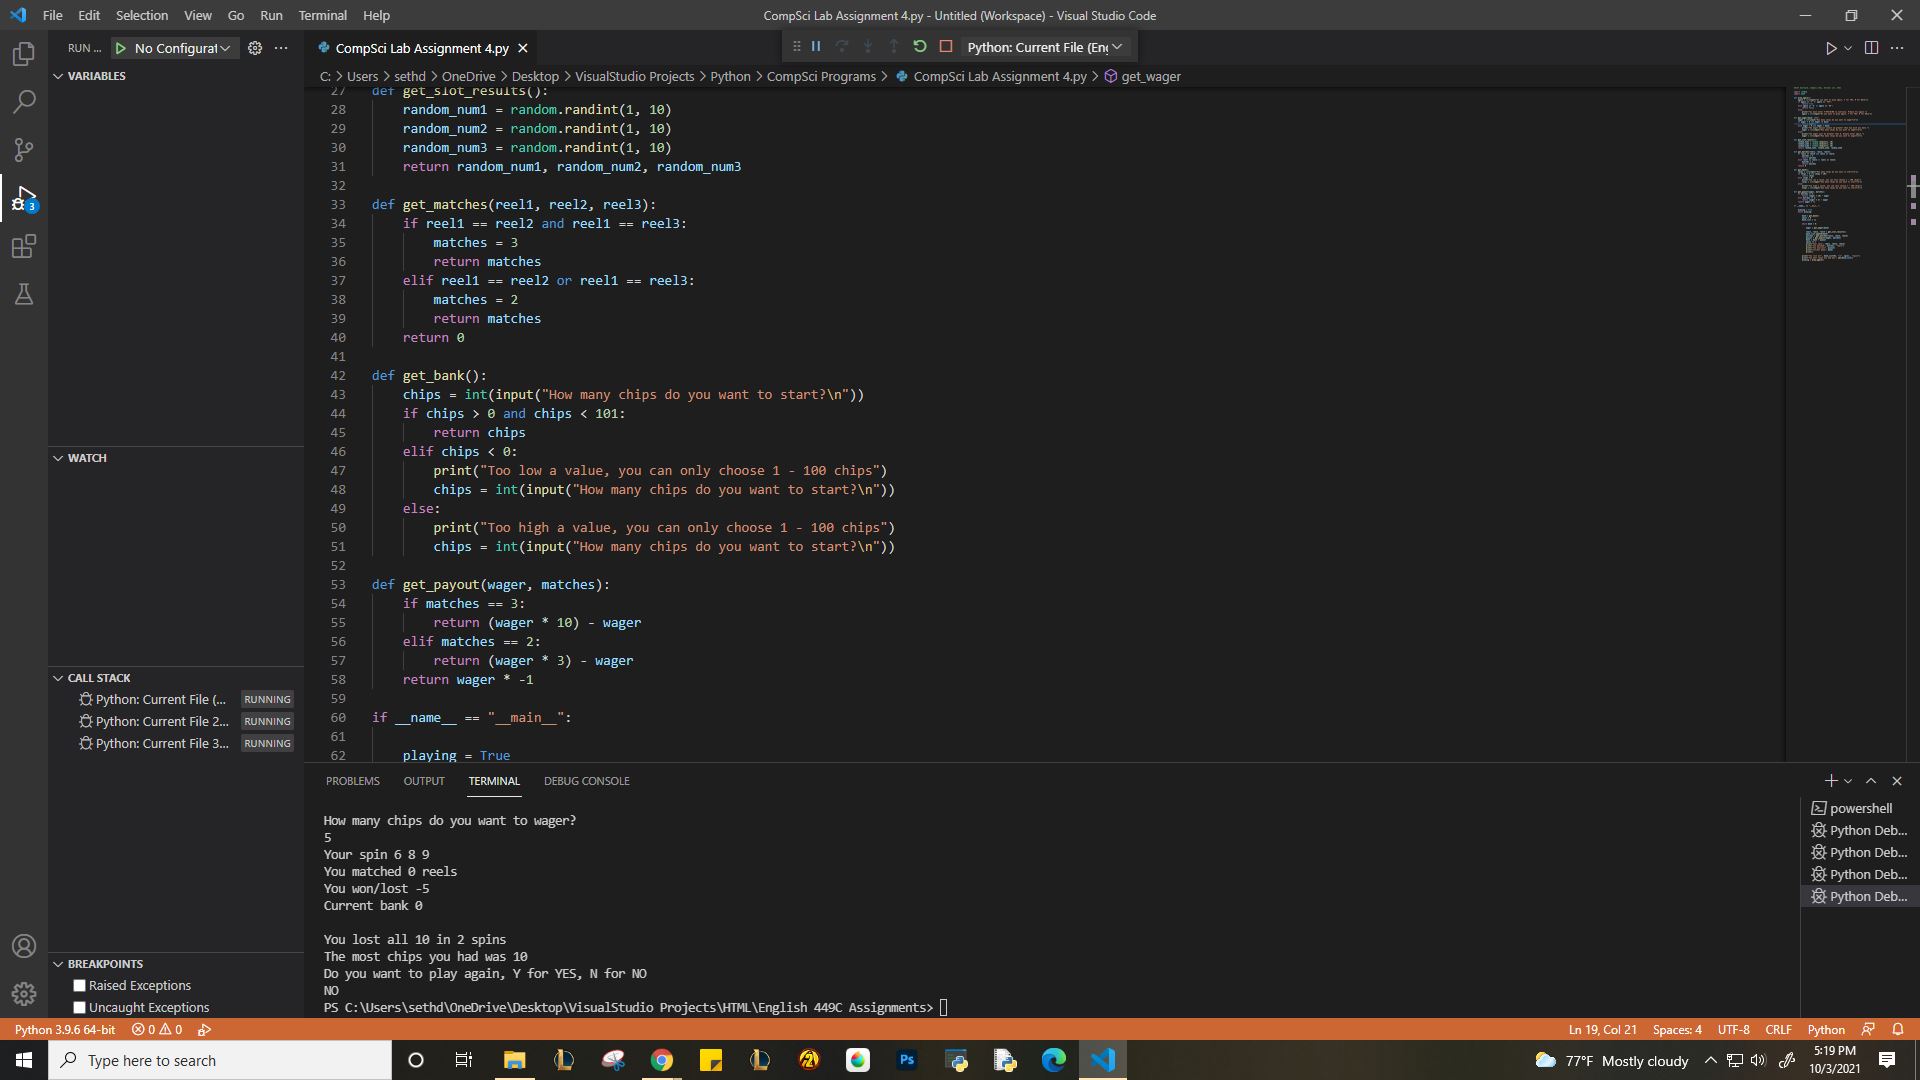 File Edit Selection View Go Run Terminal Help
CompSci Lab Assignment 4.py - Untitled (Workspace) - Visual Studio Code
RUN ... No Configurat
CompSci Lab Assignment 4.py
Python: Current File (En
C: > Users > sethd > OneDrive > Desktop > VisualStudio Projects > Python > CompSci Programs > CompSci Lab Assignment 4.py > get_wager
VARIABLES
WATCH
CALL STACK
Python: Current File (... RUNNING
Python: Current File 2... RUNNING
Python: Current File 3... RUNNING
BREAKPOINTS
Raised Exceptions
Uncaught Exceptions
3
27 def get_slot_results():
28     random_num1 = random.randint(1, 10)
29     random_num2 = random.randint(1, 10)
30     random_num3 = random.randint(1, 10)
31     return random_num1, random_num2, random_num3
32
33 def get_matches(reel1, reel2, reel3):
34     if reel1 == reel2 and reel1 == reel3:
35         matches = 3
36         return matches
37     elif reel1 == reel2 or reel1 == reel3:
38         matches = 2
39         return matches
40     return 0
41
42 def get_bank():
43     chips = int(input("How many chips do you want to start?\n"))
44     if chips > 0 and chips < 101:
45         return chips
46     elif chips < 0:
47         print("Too low a value, you can only choose 1 - 100 chips")
48         chips = int(input("How many chips do you want to start?\n"))
49     else:
50         print("Too high a value, you can only choose 1 - 100 chips")
51         chips = int(input("How many chips do you want to start?\n"))
52
53 def get_payout(wager, matches):
54     if matches == 3:
55         return (wager * 10) - wager
56     elif matches == 2:
57         return (wager * 3) - wager
58     return wager * -1
59
60 if __name__ == "__main__":
61
62     playing = True
PROBLEMS OUTPUT TERMINAL DEBUG CONSOLE
How many chips do you want to wager?
5
Your spin 6 8 9
You matched 0 reels
You won/lost -5
Current bank 0
You lost all 10 in 2 spins
The most chips you had was 10
Do you want to play again, Y for YES, N for NO
NO
PS C:\Users\sethd\OneDrive\Desktop\VisualStudio Projects\HTML\English 449C Assignments>
powershell
Python Deb...
Python Deb...
Python Deb...
Python Deb...
Python 3.9.6 64-bit 0 0
Ln 19, Col 21 Spaces: 4 UTF-8 CRLF Python
Type here to search
Ps
77°F Mostly cloudy
5:19 PM
10/3/2021